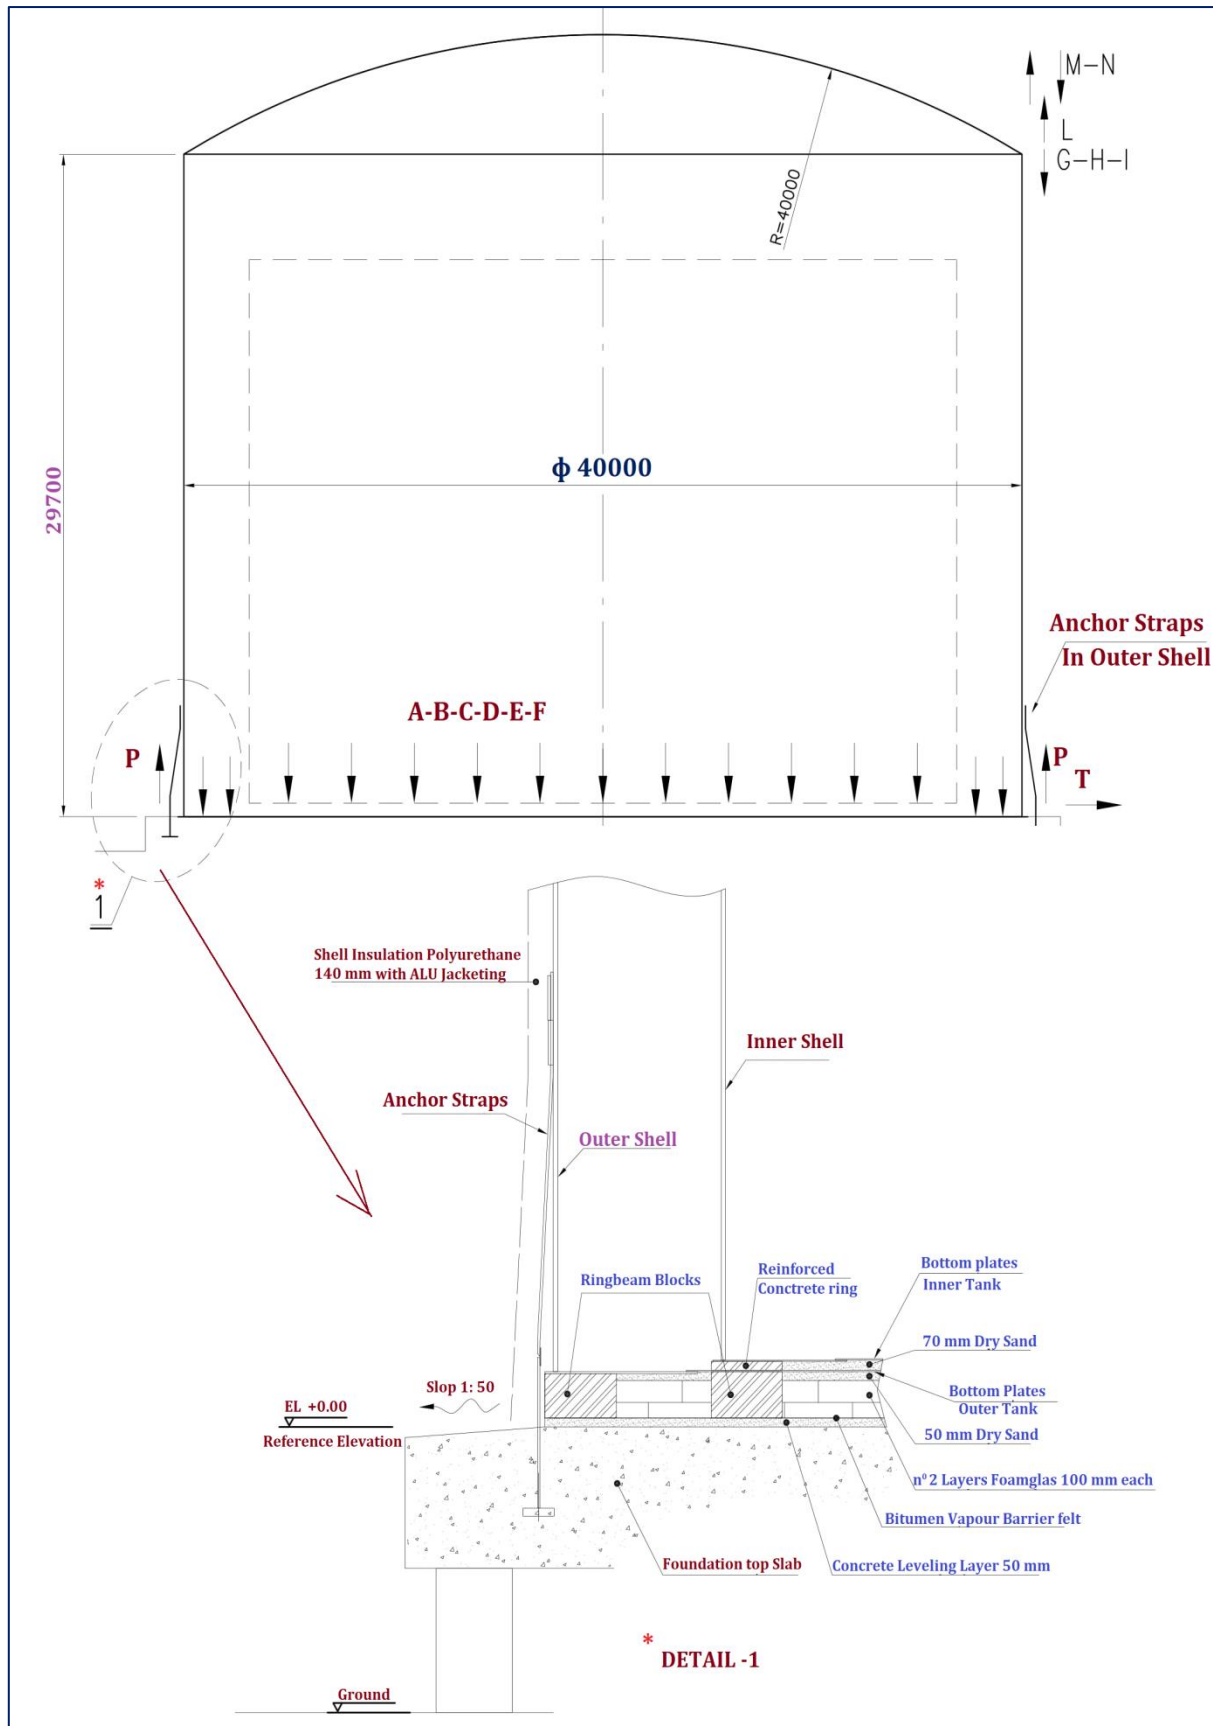 M-N
L
G-H-I
R=40000
29700
ϕ 40000
Anchor Straps
In Outer Shell
A-B-C-D-E-F
P
P
T
*
1
Shell Insulation Polyurethane
140 mm with ALU Jacketing
Inner Shell
Anchor Straps
Outer Shell
Ringbeam Blocks
Reinforced
Conctrete ring
Bottom plates
Inner Tank
70 mm Dry Sand
Slop 1: 50
Bottom Plates
Outer Tank
EL +0.00
Reference Elevation
50 mm Dry Sand
nº 2 Layers Foamglas 100 mm each
Bitumen Vapour Barrier felt
Foundation top Slab
Concrete Leveling Layer 50 mm
*
DETAIL -1
Ground